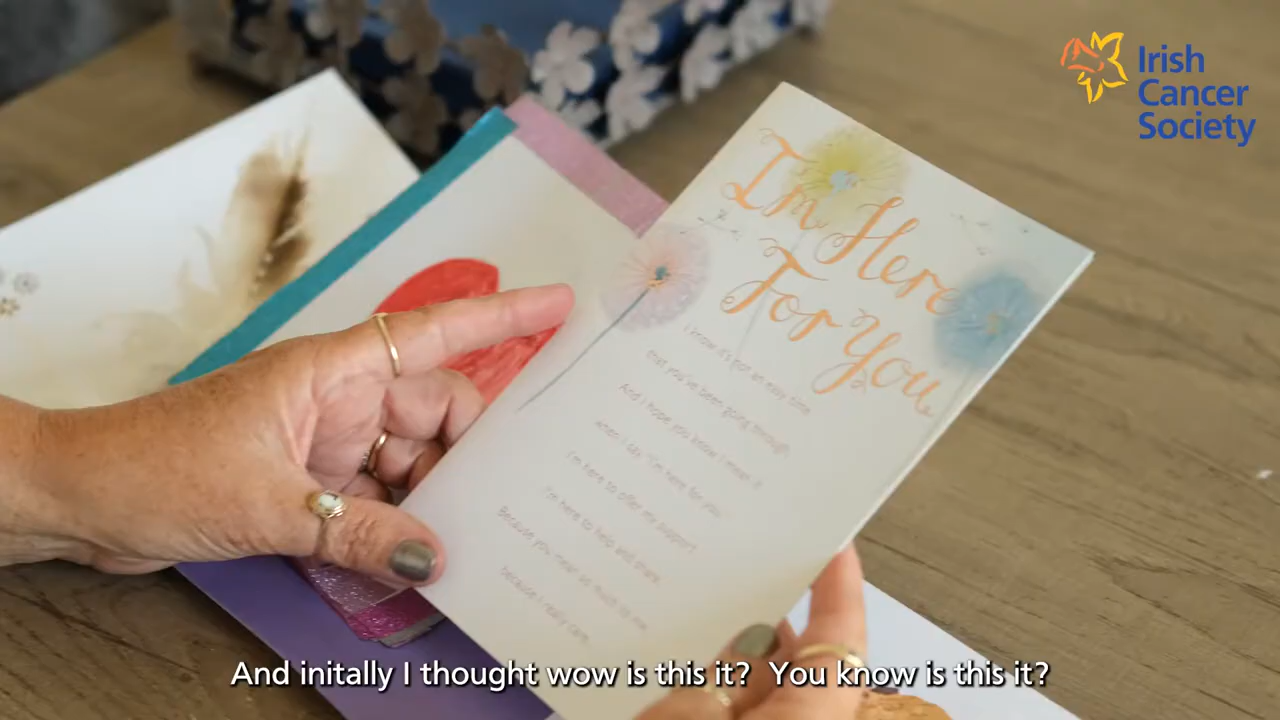 Irish
Cancer
Society
I'm Here
For You
I know it's not an easy time
that you've been going through,
And I hope you know I mean it
when I say, "I'm here for you."
I'm here to offer my support,
I'm here to help and share,
Because you mean so much to me,
because I really care.
And initally I thought wow is this it?  You know is this it?